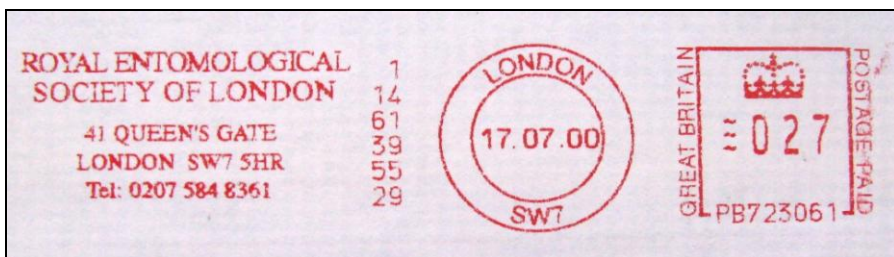 ROYAL ENTOMOLOGICAL
SOCIETY OF LONDON
41 QUEEN'S GATE
LONDON SW7 5HR
Tel: 0207 584 8361
1
14
61
39
55
29
LONDON
17.07.00
SW7
GREAT BRITAIN
027
POSTAGE PAID
PB723061